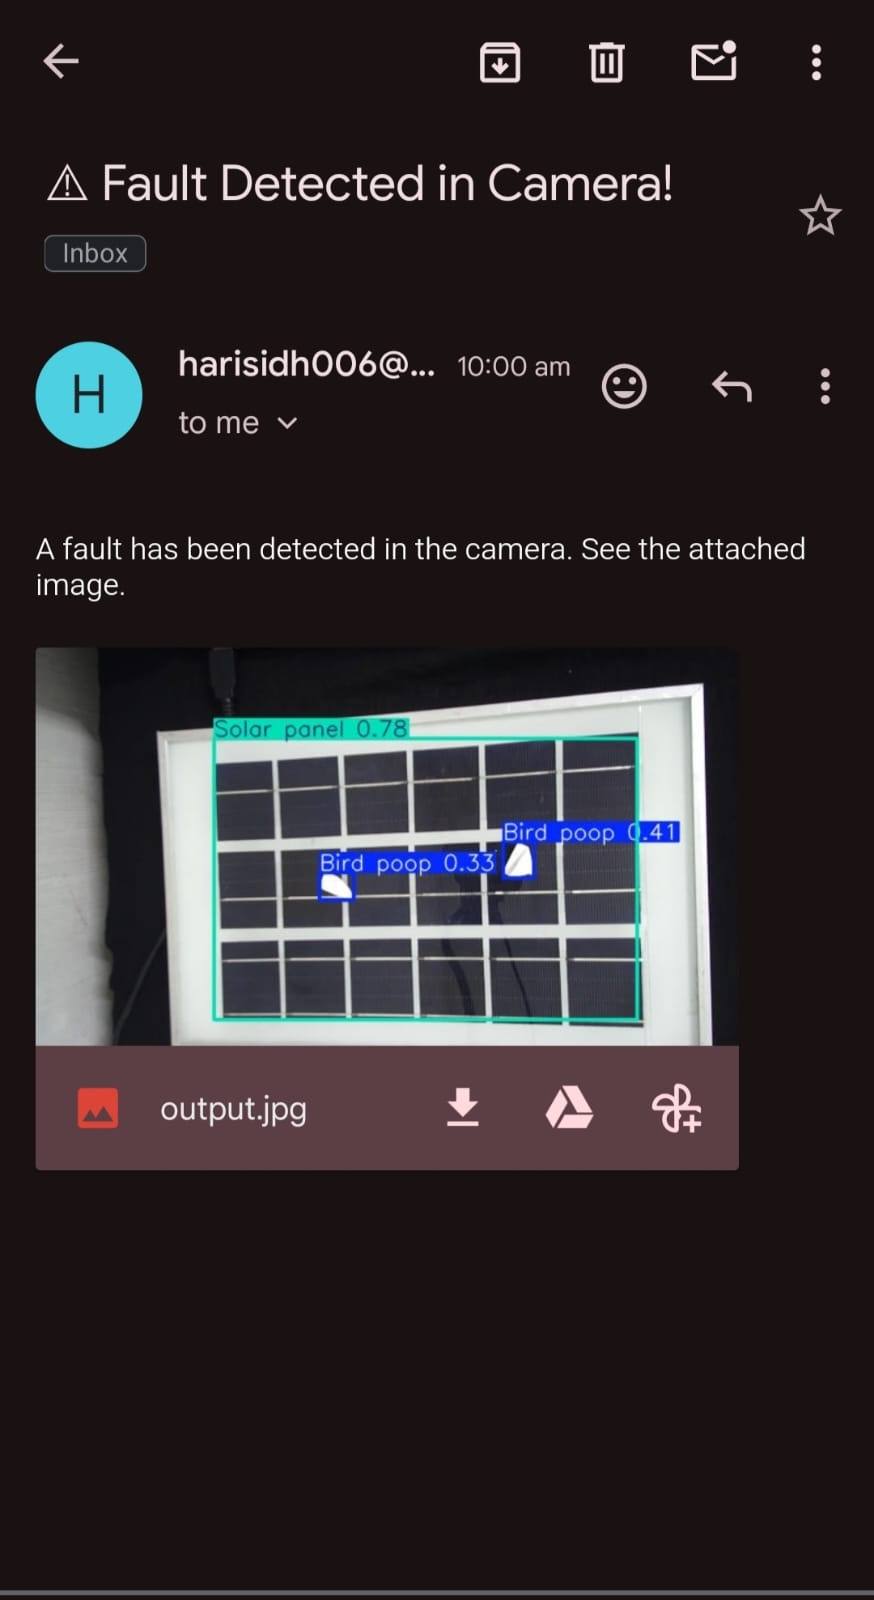 ⚠ Fault Detected in Camera!
Inbox
H
harisidh006@... 10:00 am
to me
A fault has been detected in the camera. See the attached
image.
Solar panel 0.78
Bird poop 0.41
Bird poop 0.33
output.jpg